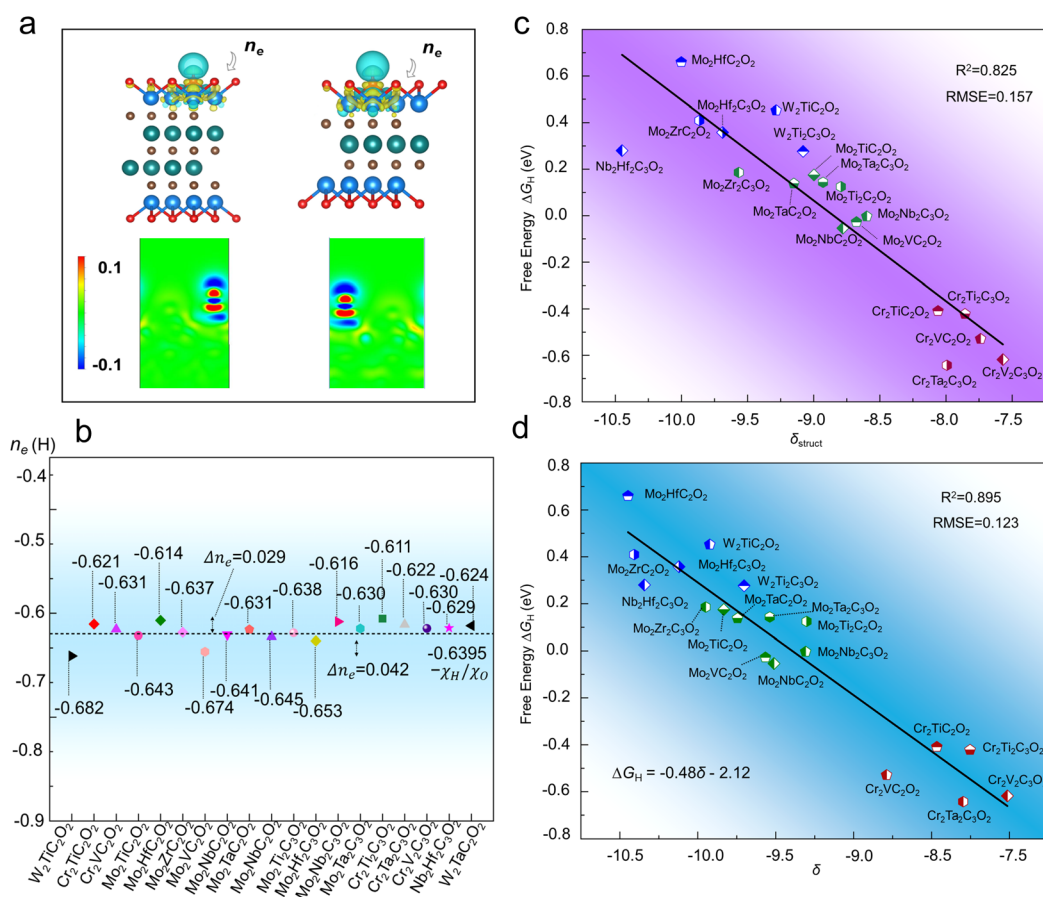 a
n_e
n_e
0.1
-0.1
b
n_e (H)
-0.4
-0.5
-0.6
-0.7
-0.8
-0.9
-0.621
-0.631
-0.614
-0.637
Δn_e=0.029
-0.631
-0.638
-0.616
-0.630
-0.611
-0.622
-0.630
-0.629
-0.624
-0.682
-0.643
-0.674
-0.641
-0.645
-0.653
Δn_e=0.042
-0.6395
−χ_H/χ_O
W₂TiC₂O₂
Cr₂TiC₂O₂
Cr₂VC₂O₂
Mo₂TiC₂O₂
Mo₂HfC₂O₂
Mo₂ZrC₂O₂
Mo₂VC₂O₂
Mo₂NbC₂O₂
Mo₂TaC₂O₂
Mo₂NbC₂O₂
Mo₂Ti₂C₃O₂
Mo₂Hf₂C₃O₂
Mo₂Nb₂C₃O₂
Mo₂Ta₂C₃O₂
Cr₂Ti₂C₃O₂
Cr₂Ta₂C₃O₂
Cr₂V₂C₃O₂
Nb₂Hf₂C₃O₂
W₂TaC₂O₂
c
Free Energy ΔG_H (eV)
0.8
0.6
0.4
0.2
0.0
-0.2
-0.4
-0.6
-0.8
R²=0.825
RMSE=0.157
Mo₂HfC₂O₂
Mo₂Hf₂C₃O₂
W₂TiC₂O₂
Mo₂ZrC₂O₂
W₂Ti₂C₃O₂
Nb₂Hf₂C₃O₂
Mo₂TiC₂O₂
Mo₂Ta₂C₃O₂
Mo₂Zr₂C₃O₂
Mo₂Ti₂C₂O₂
Mo₂TaC₂O₂
Mo₂Nb₂C₃O₂
Mo₂NbC₂O₂
Mo₂VC₂O₂
Cr₂Ti₂C₃O₂
Cr₂TiC₂O₂
Cr₂VC₂O₂
Cr₂Ta₂C₃O₂
Cr₂V₂C₃O₂
-10.5
-10.0
-9.5
-9.0
-8.5
-8.0
-7.5
δ_struct
d
Free Energy ΔG_H (eV)
0.8
0.6
0.4
0.2
0.0
-0.2
-0.4
-0.6
-0.8
R²=0.895
RMSE=0.123
Mo₂HfC₂O₂
W₂TiC₂O₂
Mo₂ZrC₂O₂
Mo₂Hf₂C₃O₂
Nb₂Hf₂C₃O₂
W₂Ti₂C₃O₂
Mo₂TaC₂O₂
Mo₂Ta₂C₃O₂
Mo₂Zr₂C₃O₂
Mo₂Ti₂C₂O₂
Mo₂TiC₂O₂
Mo₂Nb₂C₃O₂
Mo₂VC₂O₂
Mo₂NbC₂O₂
Cr₂TiC₂O₂
Cr₂Ti₂C₃O₂
Cr₂VC₂O₂
Cr₂V₂C₃O
Cr₂Ta₂C₃O₂
ΔG_H = -0.48δ - 2.12
-10.5
-10.0
-9.5
-9.0
-8.5
-8.0
-7.5
δ